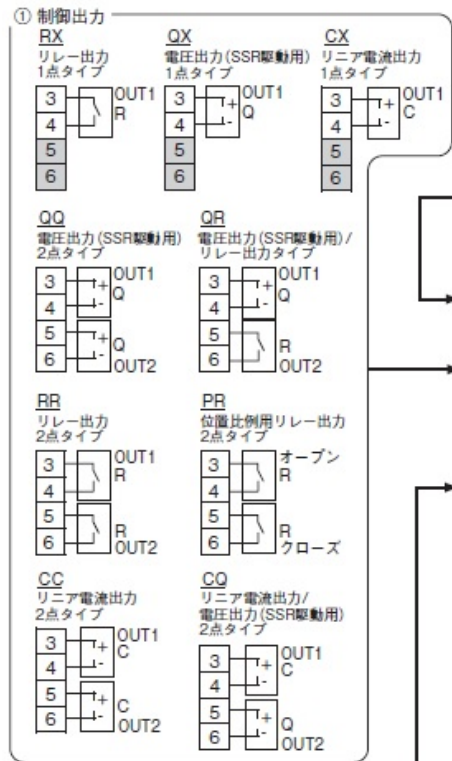 ① 制御出力
RX
リレー出力
1点タイプ
3
4
5
6
OUT1
R
QX
電圧出力(SSR駆動用)
1点タイプ
3
4
5
6
OUT1
Q
CX
リニア電流出力
1点タイプ
3
4
5
6
OUT1
C
QQ
電圧出力(SSR駆動用)
2点タイプ
3
4
5
6
OUT1
Q
Q
OUT2
QR
電圧出力(SSR駆動用)/
リレー出力タイプ
3
4
5
6
OUT1
Q
R
OUT2
RR
リレー出力
2点タイプ
3
4
5
6
OUT1
R
R
OUT2
PR
位置比例用リレー出力
2点タイプ
3
4
5
6
オープン
R
R
クローズ
CC
リニア電流出力
2点タイプ
3
4
5
6
OUT1
C
C
OUT2
CQ
リニア電流出力/
電圧出力(SSR駆動用)
2点タイプ
3
4
5
6
OUT1
C
Q
OUT2